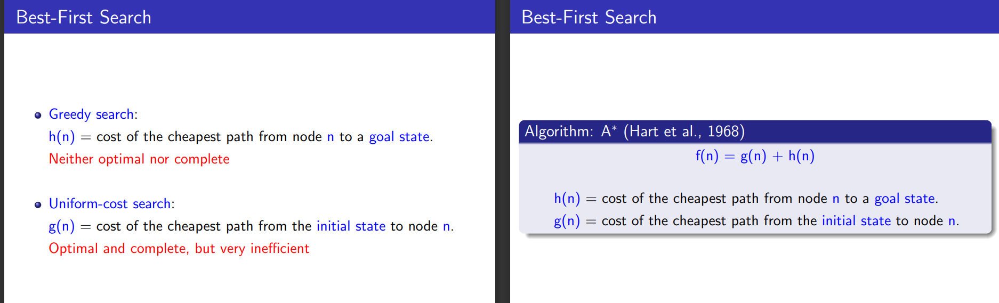 Best-First Search
Greedy search:
h(n) = cost of the cheapest path from node n to a goal state.
Neither optimal nor complete
Uniform-cost search:
g(n) = cost of the cheapest path from the initial state to node n.
Optimal and complete, but very inefficient
Best-First Search
Algorithm: A* (Hart et al., 1968)
f(n) = g(n) + h(n)
h(n) = cost of the cheapest path from node n to a goal state.
g(n) = cost of the cheapest path from the initial state to node n.